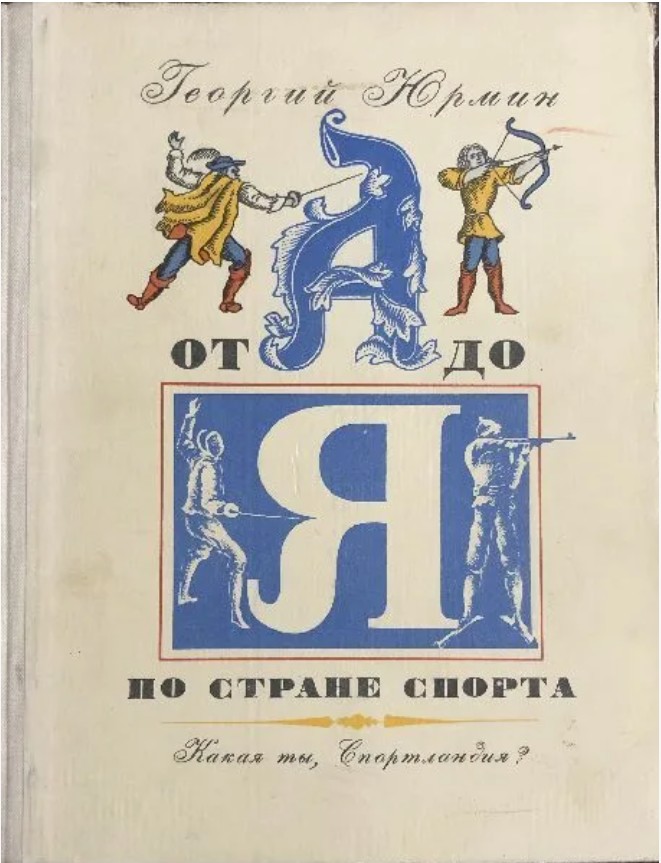 Георгий Юрмин
ОТ А ДО
Я
ПО СТРАНЕ СПОРТА
Какая ты, Спортландия?